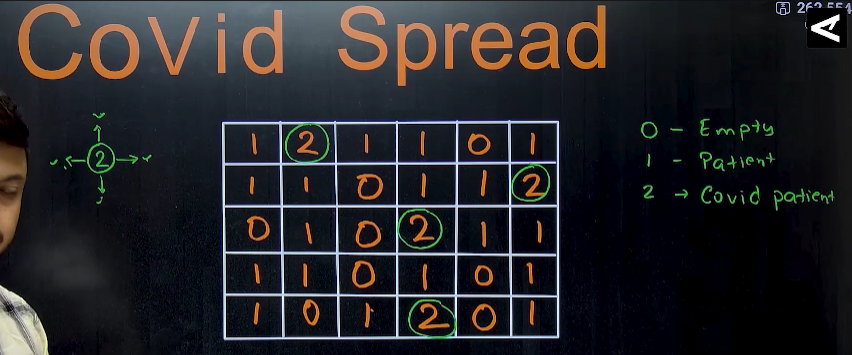 Covid Spread
2
1 2 1 1 0 1
1 1 0 1 1 2
0 1 0 2 1 1
1 1 0 1 0 1
1 0 1 2 0 1
0 - Empty
1 - Patient
2 → Covid patient